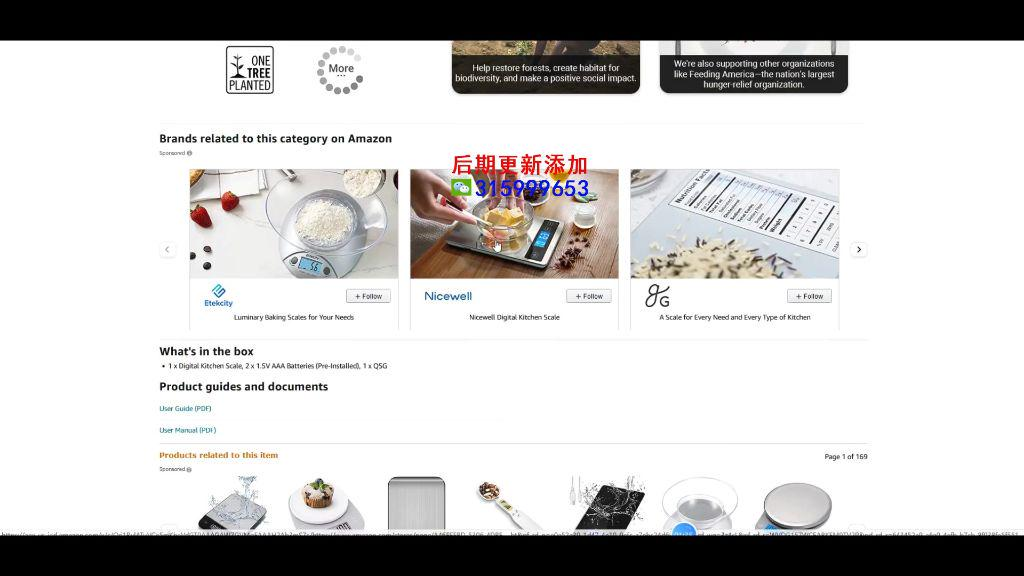 ONE
TREE
PLANTED
More
Help restore forests, create habitat for
biodiversity, and make a positive social impact.
We're also supporting other organizations
like Feeding America—the nation's largest
hunger-relief organization.
Brands related to this category on Amazon
Sponsored
后期更新添加
315999653
Nutrition Facts
Etekcity
+ Follow
Luminary Baking Scales for Your Needs
Nicewell
+ Follow
Nicewell Digital Kitchen Scale
G
+ Follow
A Scale for Every Need and Every Type of Kitchen
What's in the box
• 1 x Digital Kitchen Scale, 2 x 1.5V AAA Batteries (Pre-Installed), 1 x QSG
Product guides and documents
User Guide (PDF)
User Manual (PDF)
Products related to this item
Page 1 of 169
Sponsored